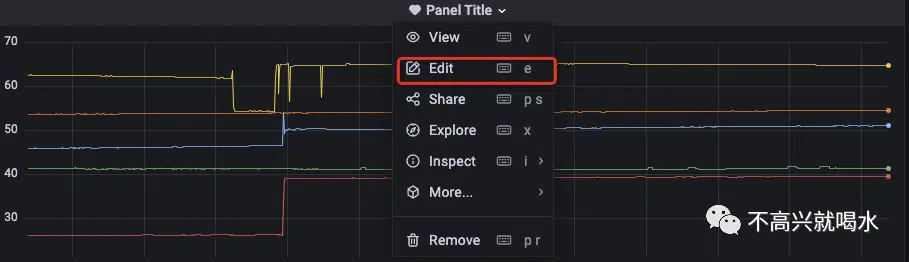 Panel Title
70
60
50
40
30
View v
Edit e
Share p s
Explore x
Inspect i
More...
Remove p r
不高兴就喝水